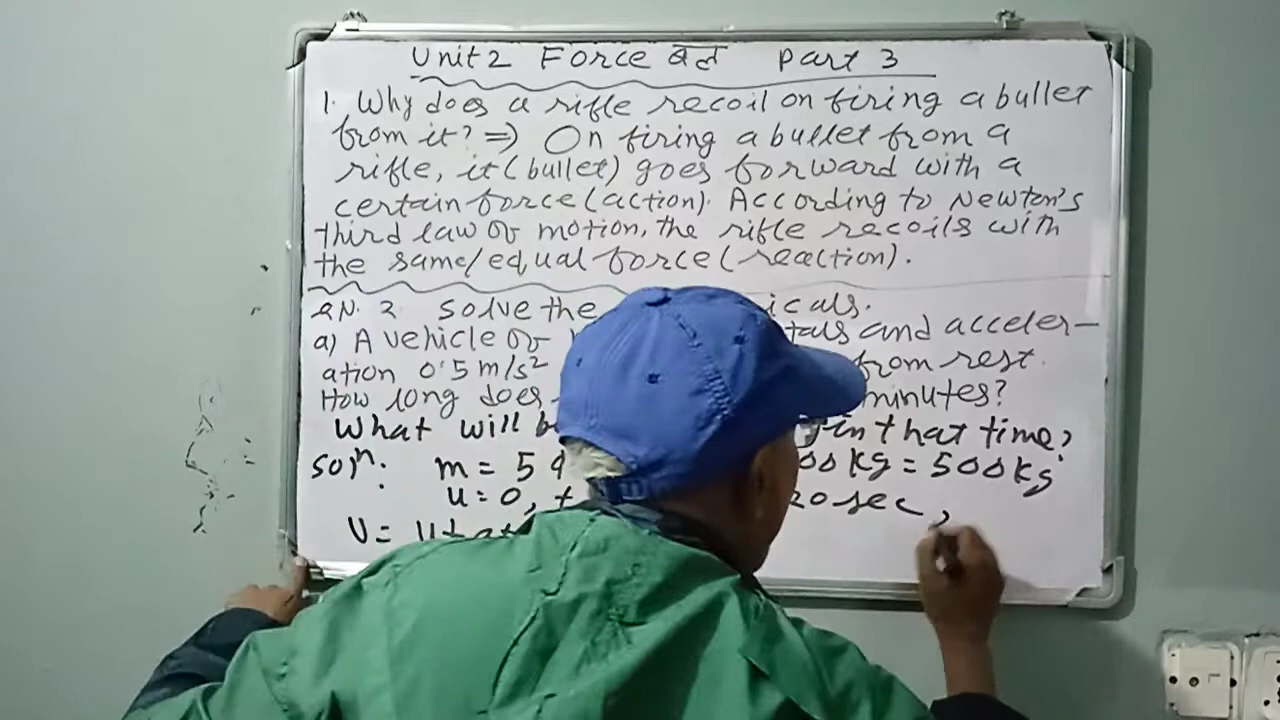 Unit 2 Force बल Part 3
1. Why does a rifle recoil on firing a bullet
from it? ⇒ On firing a bullet from a
rifle, it (bullet) goes forward with a
certain force (action). According to Newton's
third law of motion, the rifle recoils with
the same/equal force (reaction).
QN. 2 Solve the icals.
a) A vehicle of and acceler-
ation 0.5 m/s² from rest.
How long does minutes?
What will in that time?
Soln: m = 5 00 kg = 500 kg
u = 0, 20 sec,
V = u + at